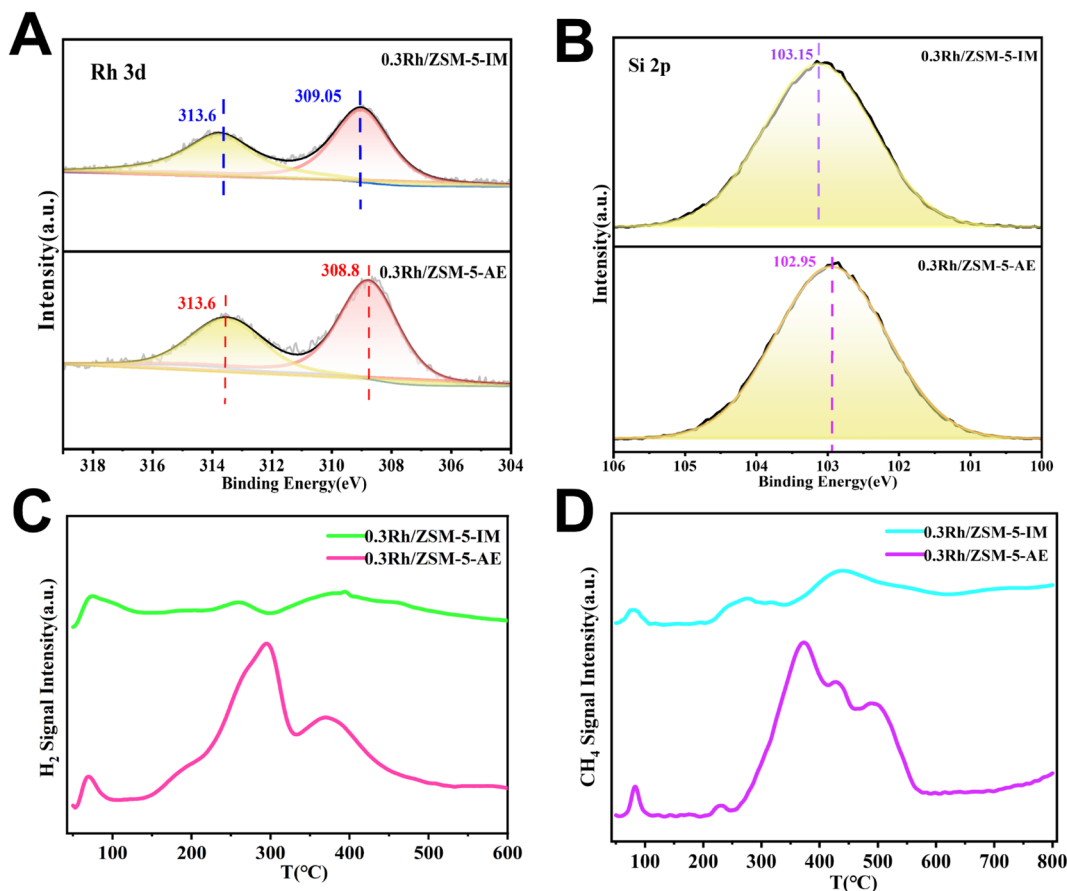 A
Rh 3d
0.3Rh/ZSM-5-IM
313.6
309.05
0.3Rh/ZSM-5-AE
313.6
308.8
Intensity(a.u.)
318 316 314 312 310 308 306 304
Binding Energy(eV)
B
Si 2p
103.15
0.3Rh/ZSM-5-IM
102.95
0.3Rh/ZSM-5-AE
Intensity(a.u.)
106 105 104 103 102 101 100
Binding Energy(eV)
C
0.3Rh/ZSM-5-IM
0.3Rh/ZSM-5-AE
H₂ Signal Intensity(a.u.)
100 200 300 400 500 600
T(°C)
D
0.3Rh/ZSM-5-IM
0.3Rh/ZSM-5-AE
CH₄ Signal Intensity(a.u.)
100 200 300 400 500 600 700 800
T(°C)